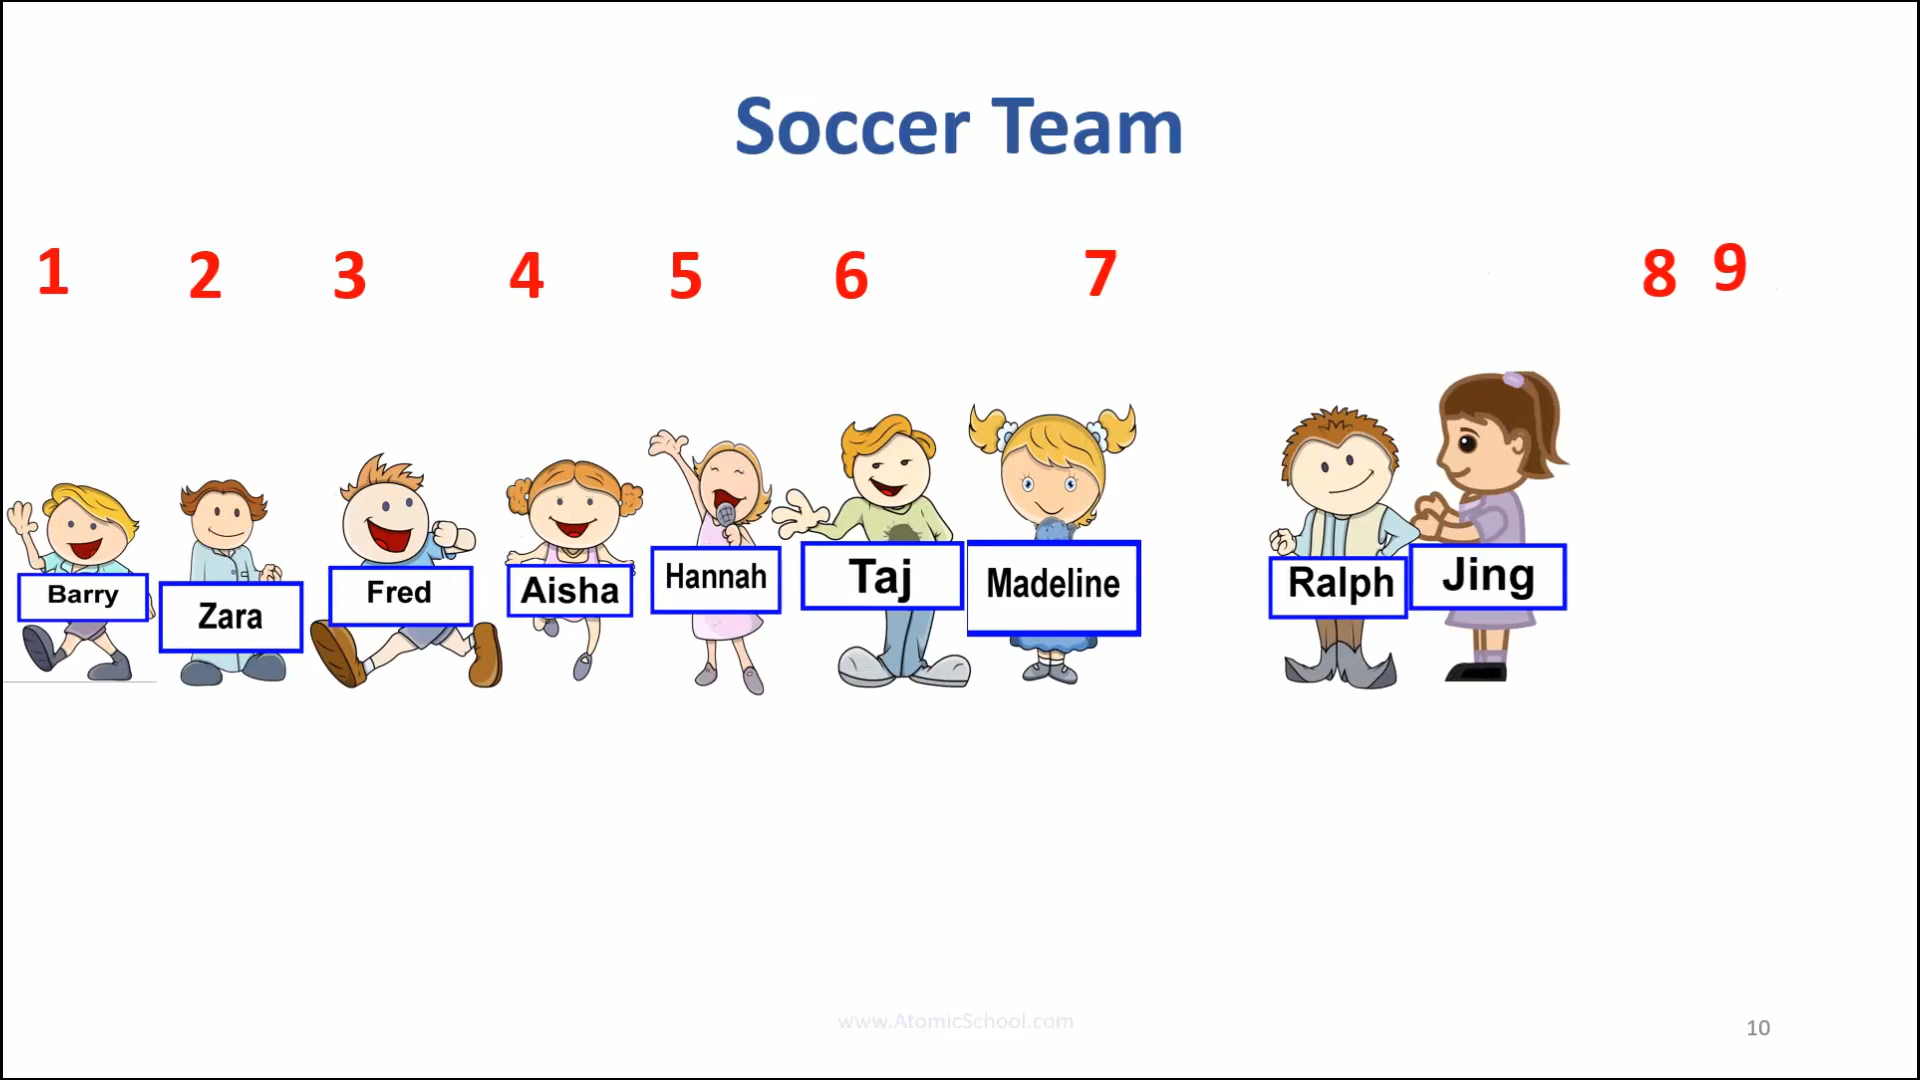 Soccer Team
1 2 3 4 5 6 7 8 9
Barry Zara Fred Aisha Hannah Taj Madeline Ralph Jing
www.AtomicSchool.com
10